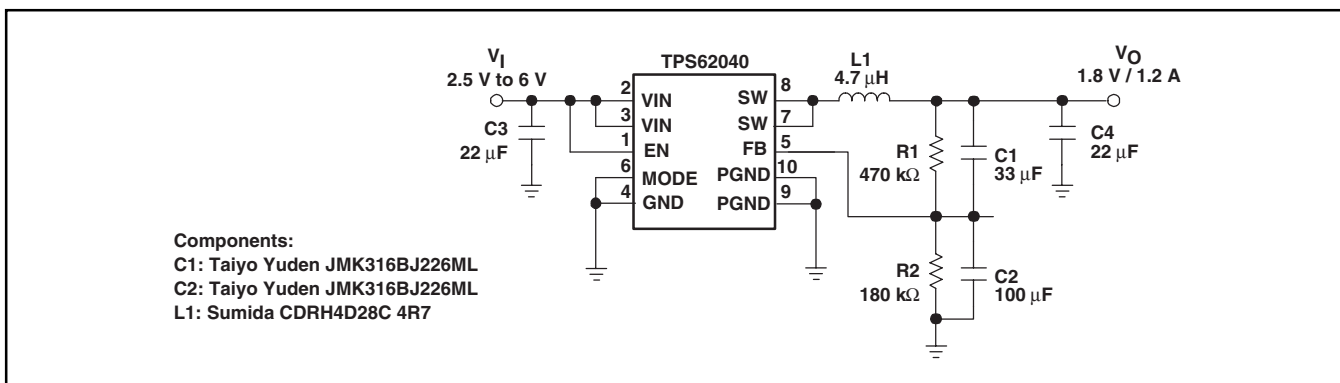 V_I
2.5 V to 6 V
TPS62040
L1
4.7 µH
V_O
1.8 V / 1.2 A
2 VIN SW 8
3 VIN SW 7
1 EN FB 5
6 MODE PGND 10
4 GND PGND 9
C3
22 µF
R1
470 kΩ
C1
33 µF
C4
22 µF
R2
180 kΩ
C2
100 µF
Components:
C1: Taiyo Yuden JMK316BJ226ML
C2: Taiyo Yuden JMK316BJ226ML
L1: Sumida CDRH4D28C 4R7